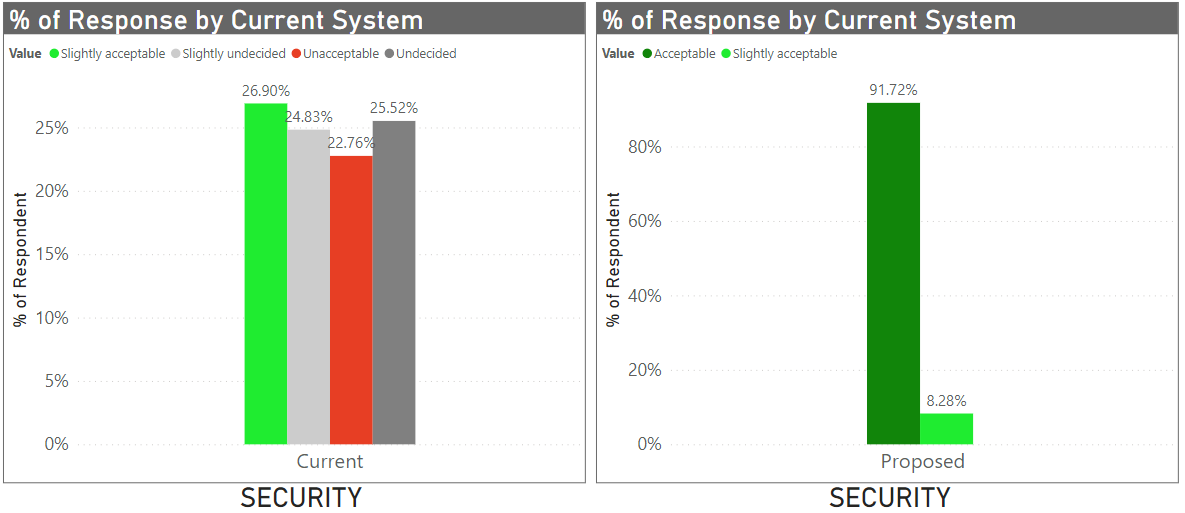 % of Response by Current System
Value Slightly acceptable Slightly undecided Unacceptable Undecided
26.90%
24.83%
22.76%
25.52%
25%
20%
15%
10%
5%
0%
% of Respondent
Current
SECURITY
% of Response by Current System
Value Acceptable Slightly acceptable
91.72%
8.28%
80%
60%
40%
20%
0%
% of Respondent
Proposed
SECURITY